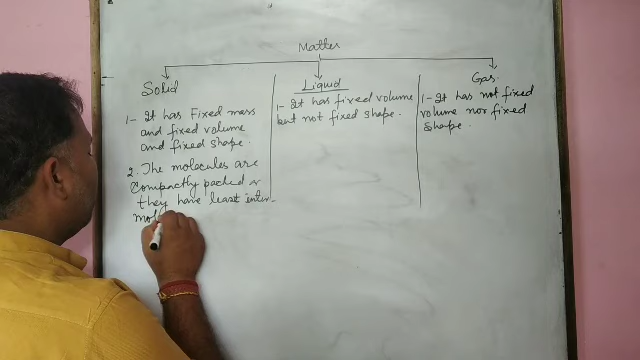 Matter
Solid
1- It has Fixed mass
and fixed volume
and fixed shape.
2. The molecules are
compactly packed or
they have least inter-
mol
Liquid
1- It has fixed volume
but not fixed shape.
Gas.
1- It has not fixed
volume nor fixed
shape.